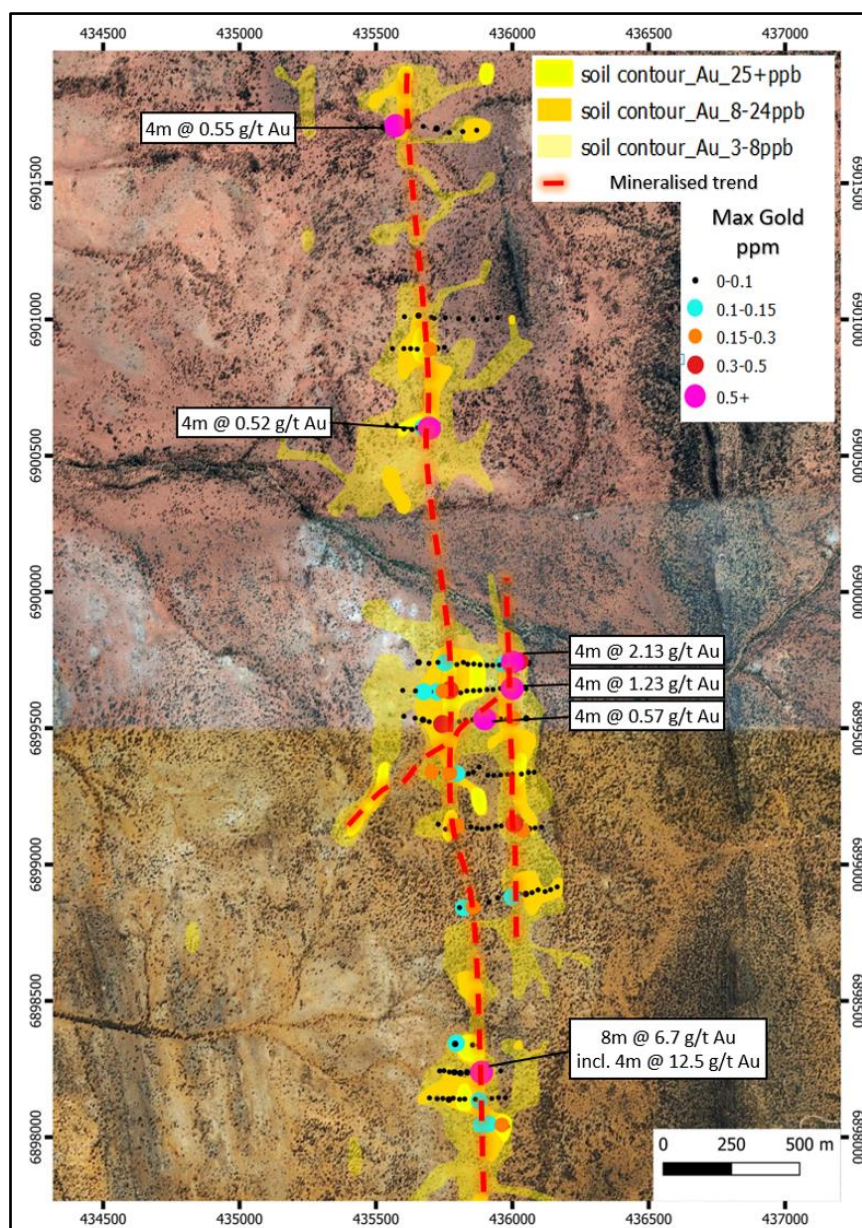 434500 435000 435500 436000 436500 437000
soil contour_Au_25+ppb
soil contour_Au_8-24ppb
soil contour_Au_3-8ppb
Mineralised trend
Max Gold
ppm
0-0.1
0.1-0.15
0.15-0.3
0.3-0.5
0.5+
4m @ 0.55 g/t Au
4m @ 0.52 g/t Au
4m @ 2.13 g/t Au
4m @ 1.23 g/t Au
4m @ 0.57 g/t Au
8m @ 6.7 g/t Au
incl. 4m @ 12.5 g/t Au
6901500
6901000
6900500
6900000
6899500
6899000
6898500
6898000
6901500
6901000
6900500
6900000
6899500
6899000
6898500
6898000
0 250 500 m
434500 435000 435500 436000 436500 437000